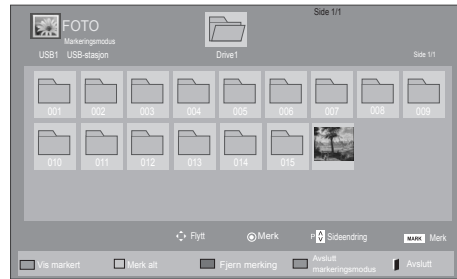 Side 1/1
FOTO
Markeringsmodus
USB1 USB-stasjon Drive1 Side 1/1
001 002 003 004 005 006 007 008 009
010 011 012 013 014 015
Flytt Merk P Sideendring MARK Merk
Vis markert Merk alt Fjern merking Avslutt markeringsmodus Avslutt